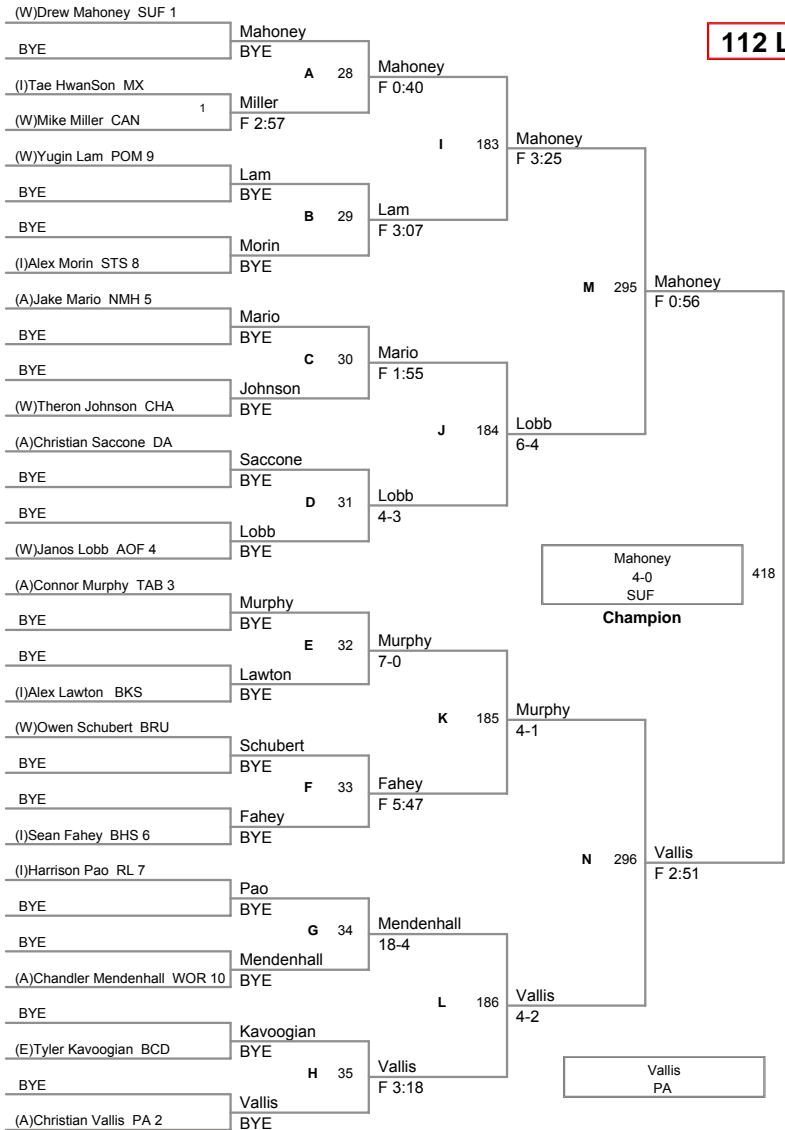 (W)Drew Mahoney SUF 1
BYE
(I)Tae HwanSon MX
(W)Mike Miller CAN
(W)Yugin Lam POM 9
BYE
BYE
(I)Alex Morin STS 8
(A)Jake Mario NMH 5
BYE
BYE
(W)Theron Johnson CHA
(A)Christian Saccone DA
BYE
BYE
(W)Janos Lobb AOF 4
(A)Connor Murphy TAB 3
BYE
BYE
(I)Alex Lawton BKS
(W)Owen Schubert BRU
BYE
BYE
(I)Sean Fahey BHS 6
(I)Harrison Pao RL 7
BYE
BYE
(A)Chandler Mendenhall WOR 10
BYE
(E)Tyler Kavoogian BCD
BYE
(A)Christian Vallis PA 2
Mahoney
BYE
1
Miller
F 2:57
Lam
BYE
Morin
BYE
Mario
BYE
Johnson
BYE
Saccone
BYE
Lobb
BYE
Murphy
BYE
Lawton
BYE
Schubert
BYE
Fahey
BYE
Pao
BYE
Mendenhall
BYE
Kavoogian
BYE
Vallis
BYE
A 28
B 29
C 30
D 31
E 32
F 33
G 34
H 35
Mahoney
F 0:40
Lam
F 3:07
Mario
F 1:55
Lobb
4-3
Murphy
7-0
Fahey
F 5:47
Mendenhall
18-4
Vallis
F 3:18
I 183
J 184
K 185
L 186
Mahoney
F 3:25
Lobb
6-4
Murphy
4-1
Vallis
4-2
M 295
N 296
Mahoney
F 0:56
Vallis
F 2:51
112 L
Mahoney
4-0
SUF
418
Champion
Vallis
PA